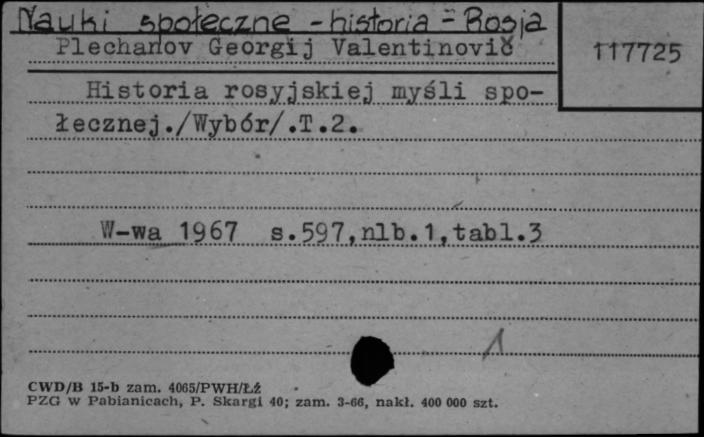 Nauki społeczne - historia - Rosja
Plechanov Georgij Valentinovič
117725
Historia rosyjskiej myśli spo-
łecznej./Wybór/.T.2.
W-wa 1967 s.597,nlb.1,tabl.3
1
CWD/B 15-b zam. 4065/PWH/Łź
PZG w Pabianicach, P. Skargi 40; zam. 3-66, nakł. 400 000 szt.